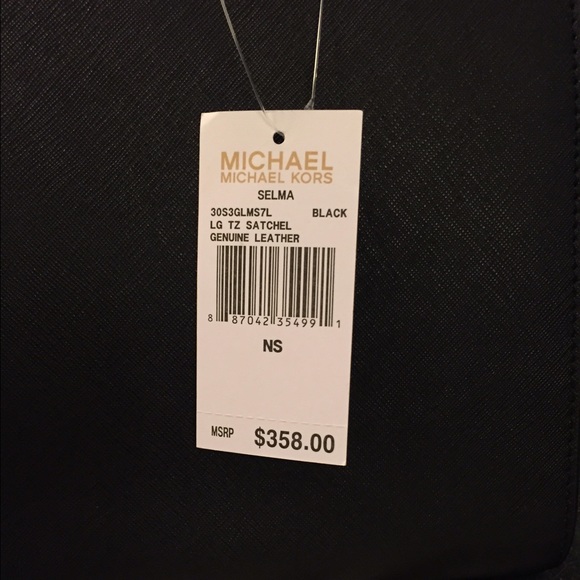 MICHAEL
MICHAEL KORS
SELMA
30S3GLMS7L BLACK
LG TZ SATCHEL
GENUINE LEATHER
8 87042 35499 1
NS
MSRP $358.00